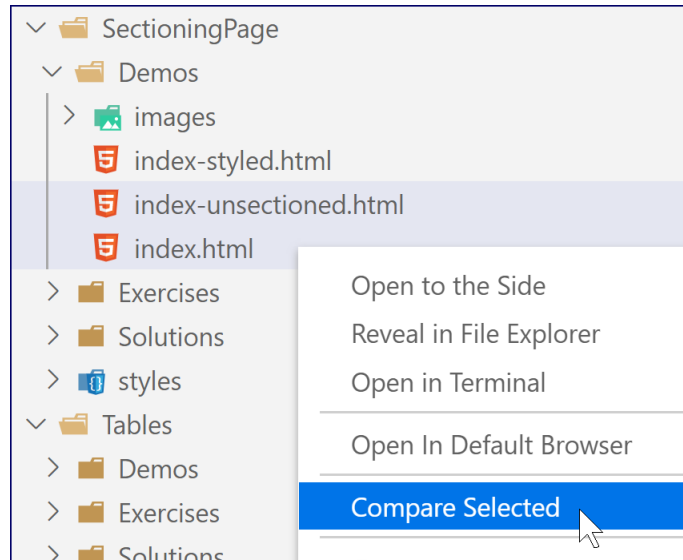 SectioningPage
Demos
images
index-styled.html
index-unsectioned.html
index.html
Exercises
Solutions
styles
Tables
Demos
Exercises
Solutions
Open to the Side
Reveal in File Explorer
Open in Terminal
Open In Default Browser
Compare Selected